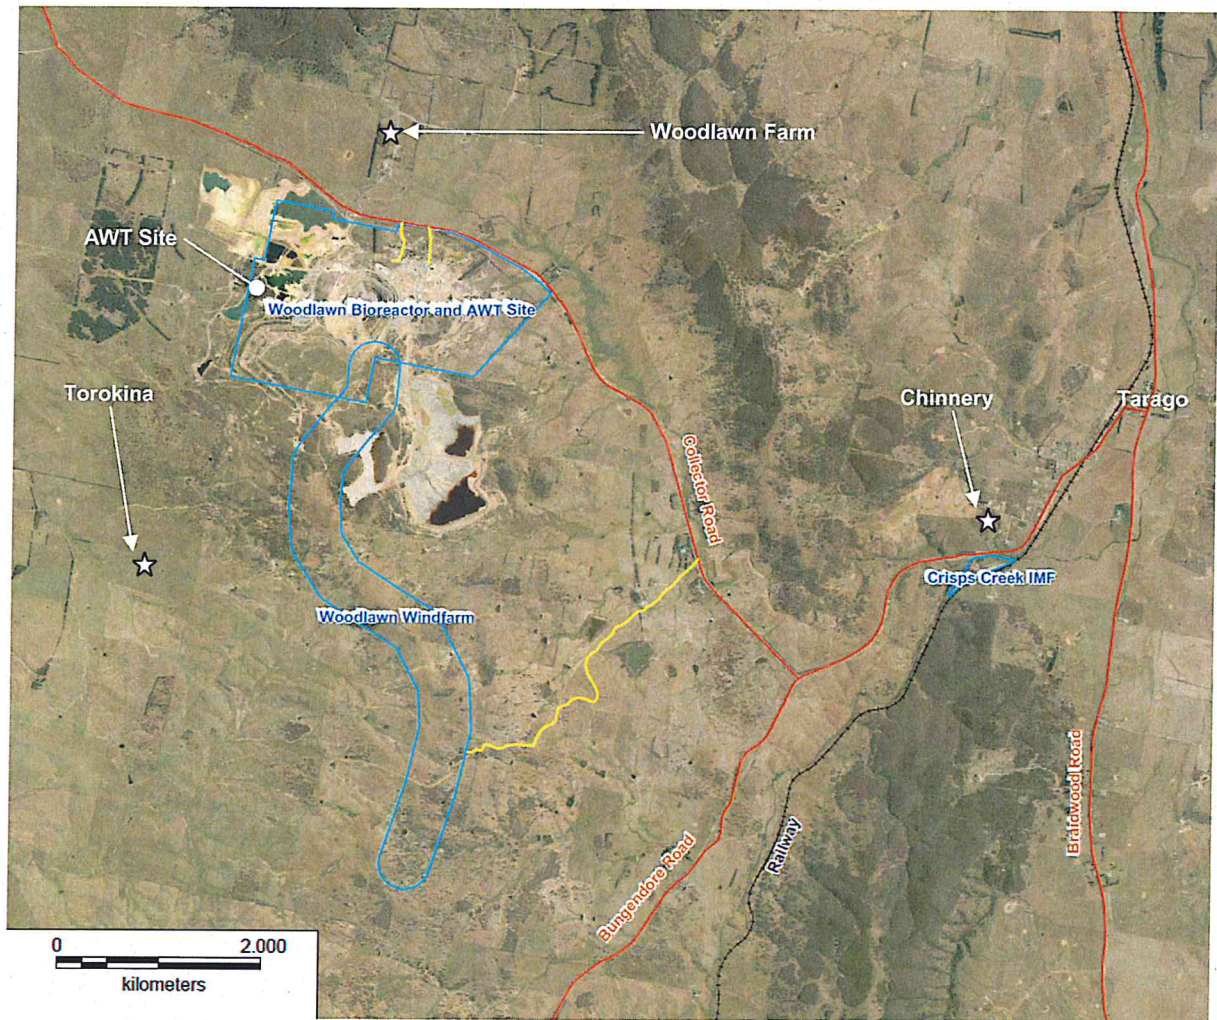 Woodlawn Farm
AWT Site
Woodlawn Bioreactor and AWT Site
Torokina
Chinnery
Tarago
Collector Road
Crisps Creek IMF
Woodlawn Windfarm
Braidwood Road
Railway
Bungendore Road
0 2.000
kilometers